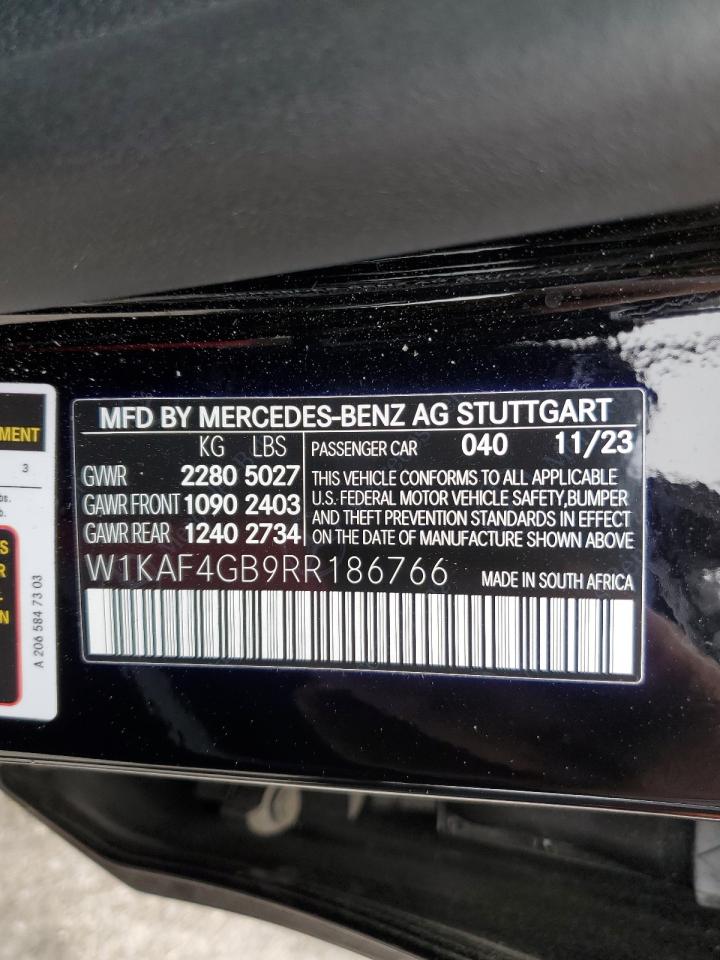 MFD BY MERCEDES-BENZ AG STUTTGART
KG LBS
GWWR 2280 5027
GAWR FRONT 1090 2403
GAWR REAR 1240 2734
PASSENGER CAR 040 11/23
THIS VEHICLE CONFORMS TO ALL APPLICABLE
U.S. FEDERAL MOTOR VEHICLE SAFETY,BUMPER
AND THEFT PREVENTION STANDARDS IN EFFECT
ON THE DATE OF MANUFACTURE SHOWN ABOVE
W1KAF4GB9RR186766 MADE IN SOUTH AFRICA
MENT
3
A 206 584 73 03